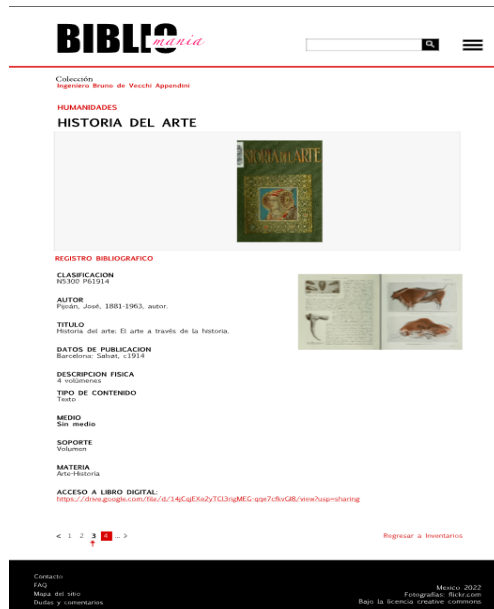 BIBLIO
mania
Colección
Ingeniero Bruno de Vecchi Appendini
HUMANIDADES
HISTORIA DEL ARTE
STORIA DEL ARTE
REGISTRO BIBLIOGRAFICO
CLASIFICACION
N5300 P61914
AUTOR
Pijoán, José, 1881-1963, autor.
TITULO
Historia del arte: El arte a través de la historia.
DATOS DE PUBLICACION
Barcelona: Salvat, c1914
DESCRIPCION FISICA
4 volúmenes
TIPO DE CONTENIDO
Texto
MEDIO
Sin medio
SOPORTE
Volumen
MATERIA
Arte-Historia
ACCESO A LIBRO DIGITAL:
< 1 2 3 4 ... >
Regresar a Inventarios
Contacto
FAQ
Mapa del sitio
Dudas y comentarios
Mexico 2022
Fotografías: flickr.com
Bajo la licencia creative commons